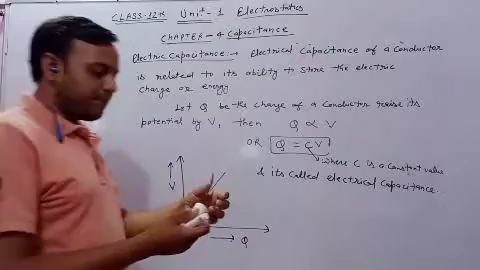 CLASS-12th Unit-1 Electrostatics
CHAPTER-4 Capacitance
Electric Capacitance → Electrical Capacitance of a Conductor
is related to its ability to store the electric
charge or energy
Let Q be the charge of a conductor raise its
potential by V, then Q ∝ V
OR, Q = CV
where C is a constant value
& its called electrical capacitance.
V
Q